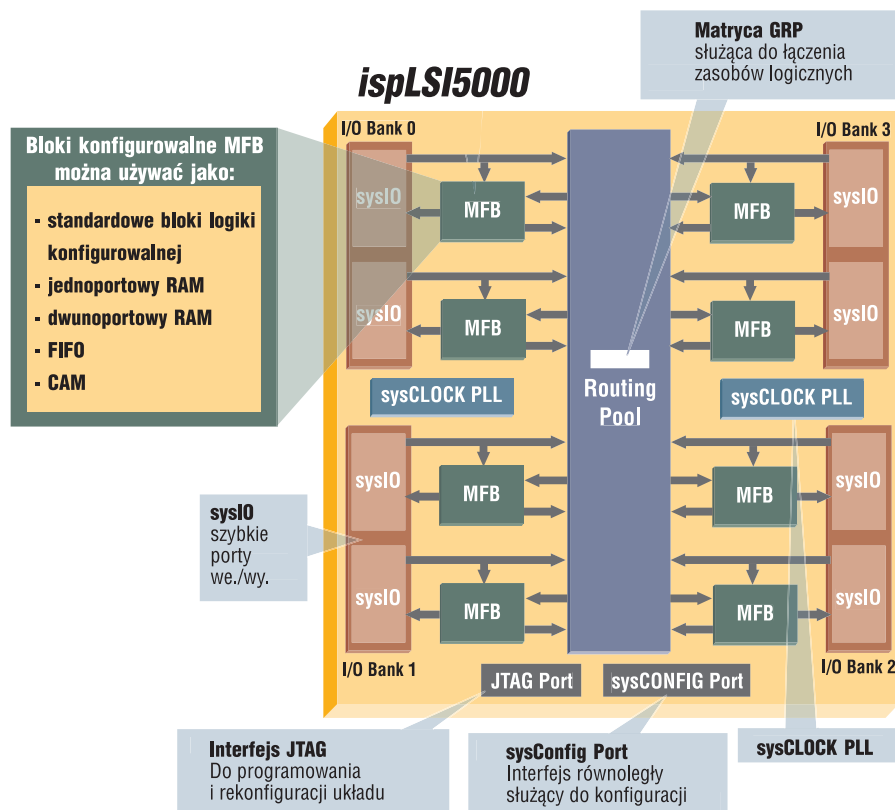 Matryca GRP
służąca do łączenia
zasobów logicznych
ispLSI5000
I/O Bank 0
I/O Bank 3
Bloki konfigurowalne MFB
można używać jako:
- standardowe bloki logiki
konfigurowalnej
- jednoportowy RAM
- dwunoportowy RAM
- FIFO
- CAM
sysIO
MFB
MFB
sysIO
sysIO
MFB
MFB
sysIO
sysCLOCK PLL
Routing
Pool
sysCLOCK PLL
sysIO
MFB
MFB
sysIO
sysIO
szybkie
porty
we./wy.
sysIO
MFB
MFB
sysIO
I/O Bank 1
I/O Bank 2
JTAG Port
sysCONFIG Port
Interfejs JTAG
Do programowania
i rekonfiguracji układu
sysConfig Port
Interfejs równoległy
służący do konfiguracji
sysCLOCK PLL